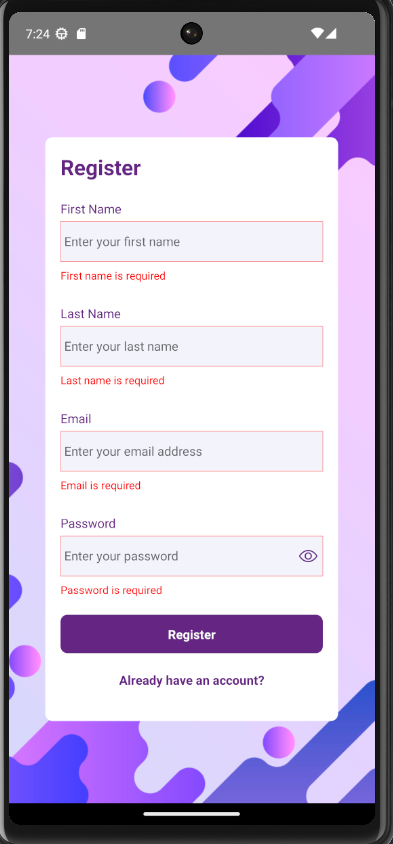 7:24
Register
First Name
Enter your first name
First name is required
Last Name
Enter your last name
Last name is required
Email
Enter your email address
Email is required
Password
Enter your password
Password is required
Register
Already have an account?